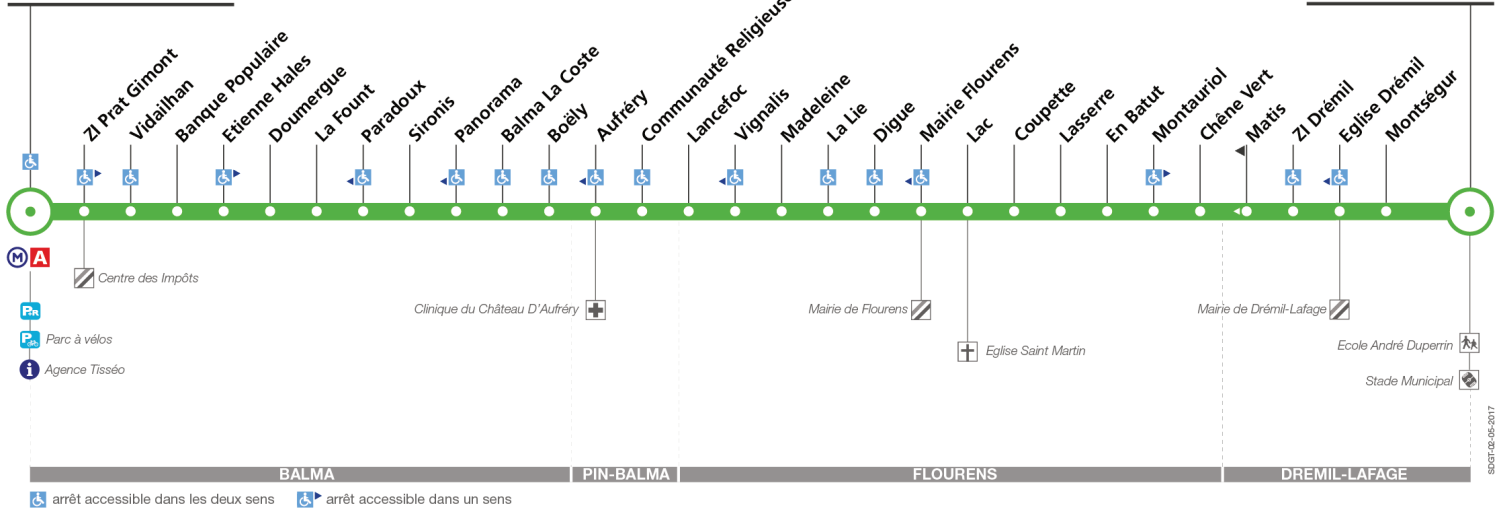 ZI Prat Gimont
Vidailhan
Banque Populaire
Etienne Hales
Doumergue
La Fount
Paradoux
Sironis
Panorama
Balma La Coste
Boëly
Aufréry
Communauté Religieuse
Lancefoc
Vignalis
Madeleine
La Lie
Digue
Mairie Flourens
Lac
Coupette
Lasserre
En Batut
Montauriol
Chêne Vert
Matis
ZI Drémil
Eglise Drémil
Montségur
M A
Centre des Impôts
Clinique du Château D'Aufréry
Mairie de Flourens
Mairie de Drémil-Lafage
P+R
P
Parc à vélos
Eglise Saint Martin
Ecole André Duperrin
i
Agence Tisséo
Stade Municipal
SDGT-02-05-2017
BALMA
PIN-BALMA
FLOURENS
DREMIL-LAFAGE
arrêt accessible dans les deux sens
arrêt accessible dans un sens